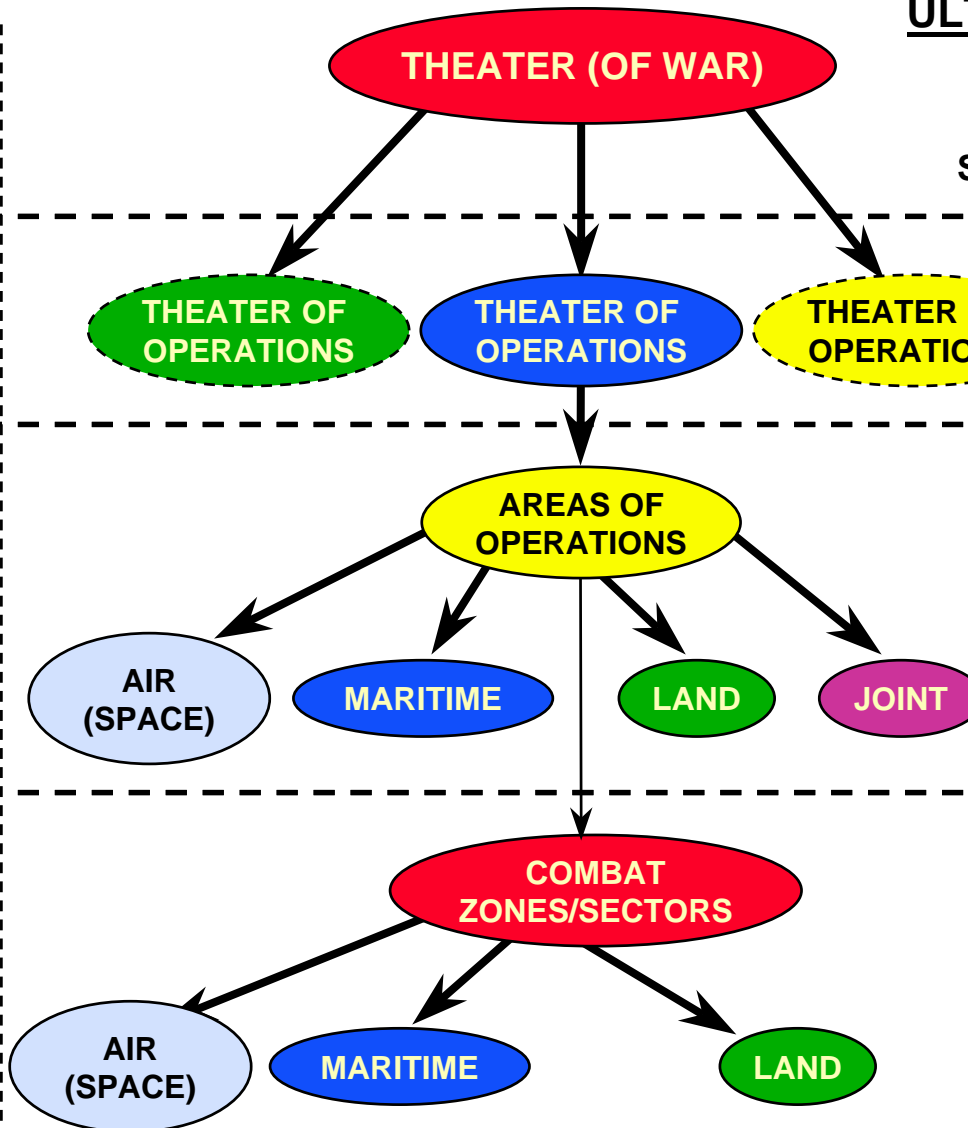 THEATER (OF WAR)
THEATER OF
OPERATIONS
THEATER OF
OPERATIONS
THEATER
AREAS OF
OPERATIONS
AIR
(SPACE)
MARITIME
LAND
JOINT
COMBAT
ZONES/SECTORS
AIR
(SPACE)
MARITIME
LAND